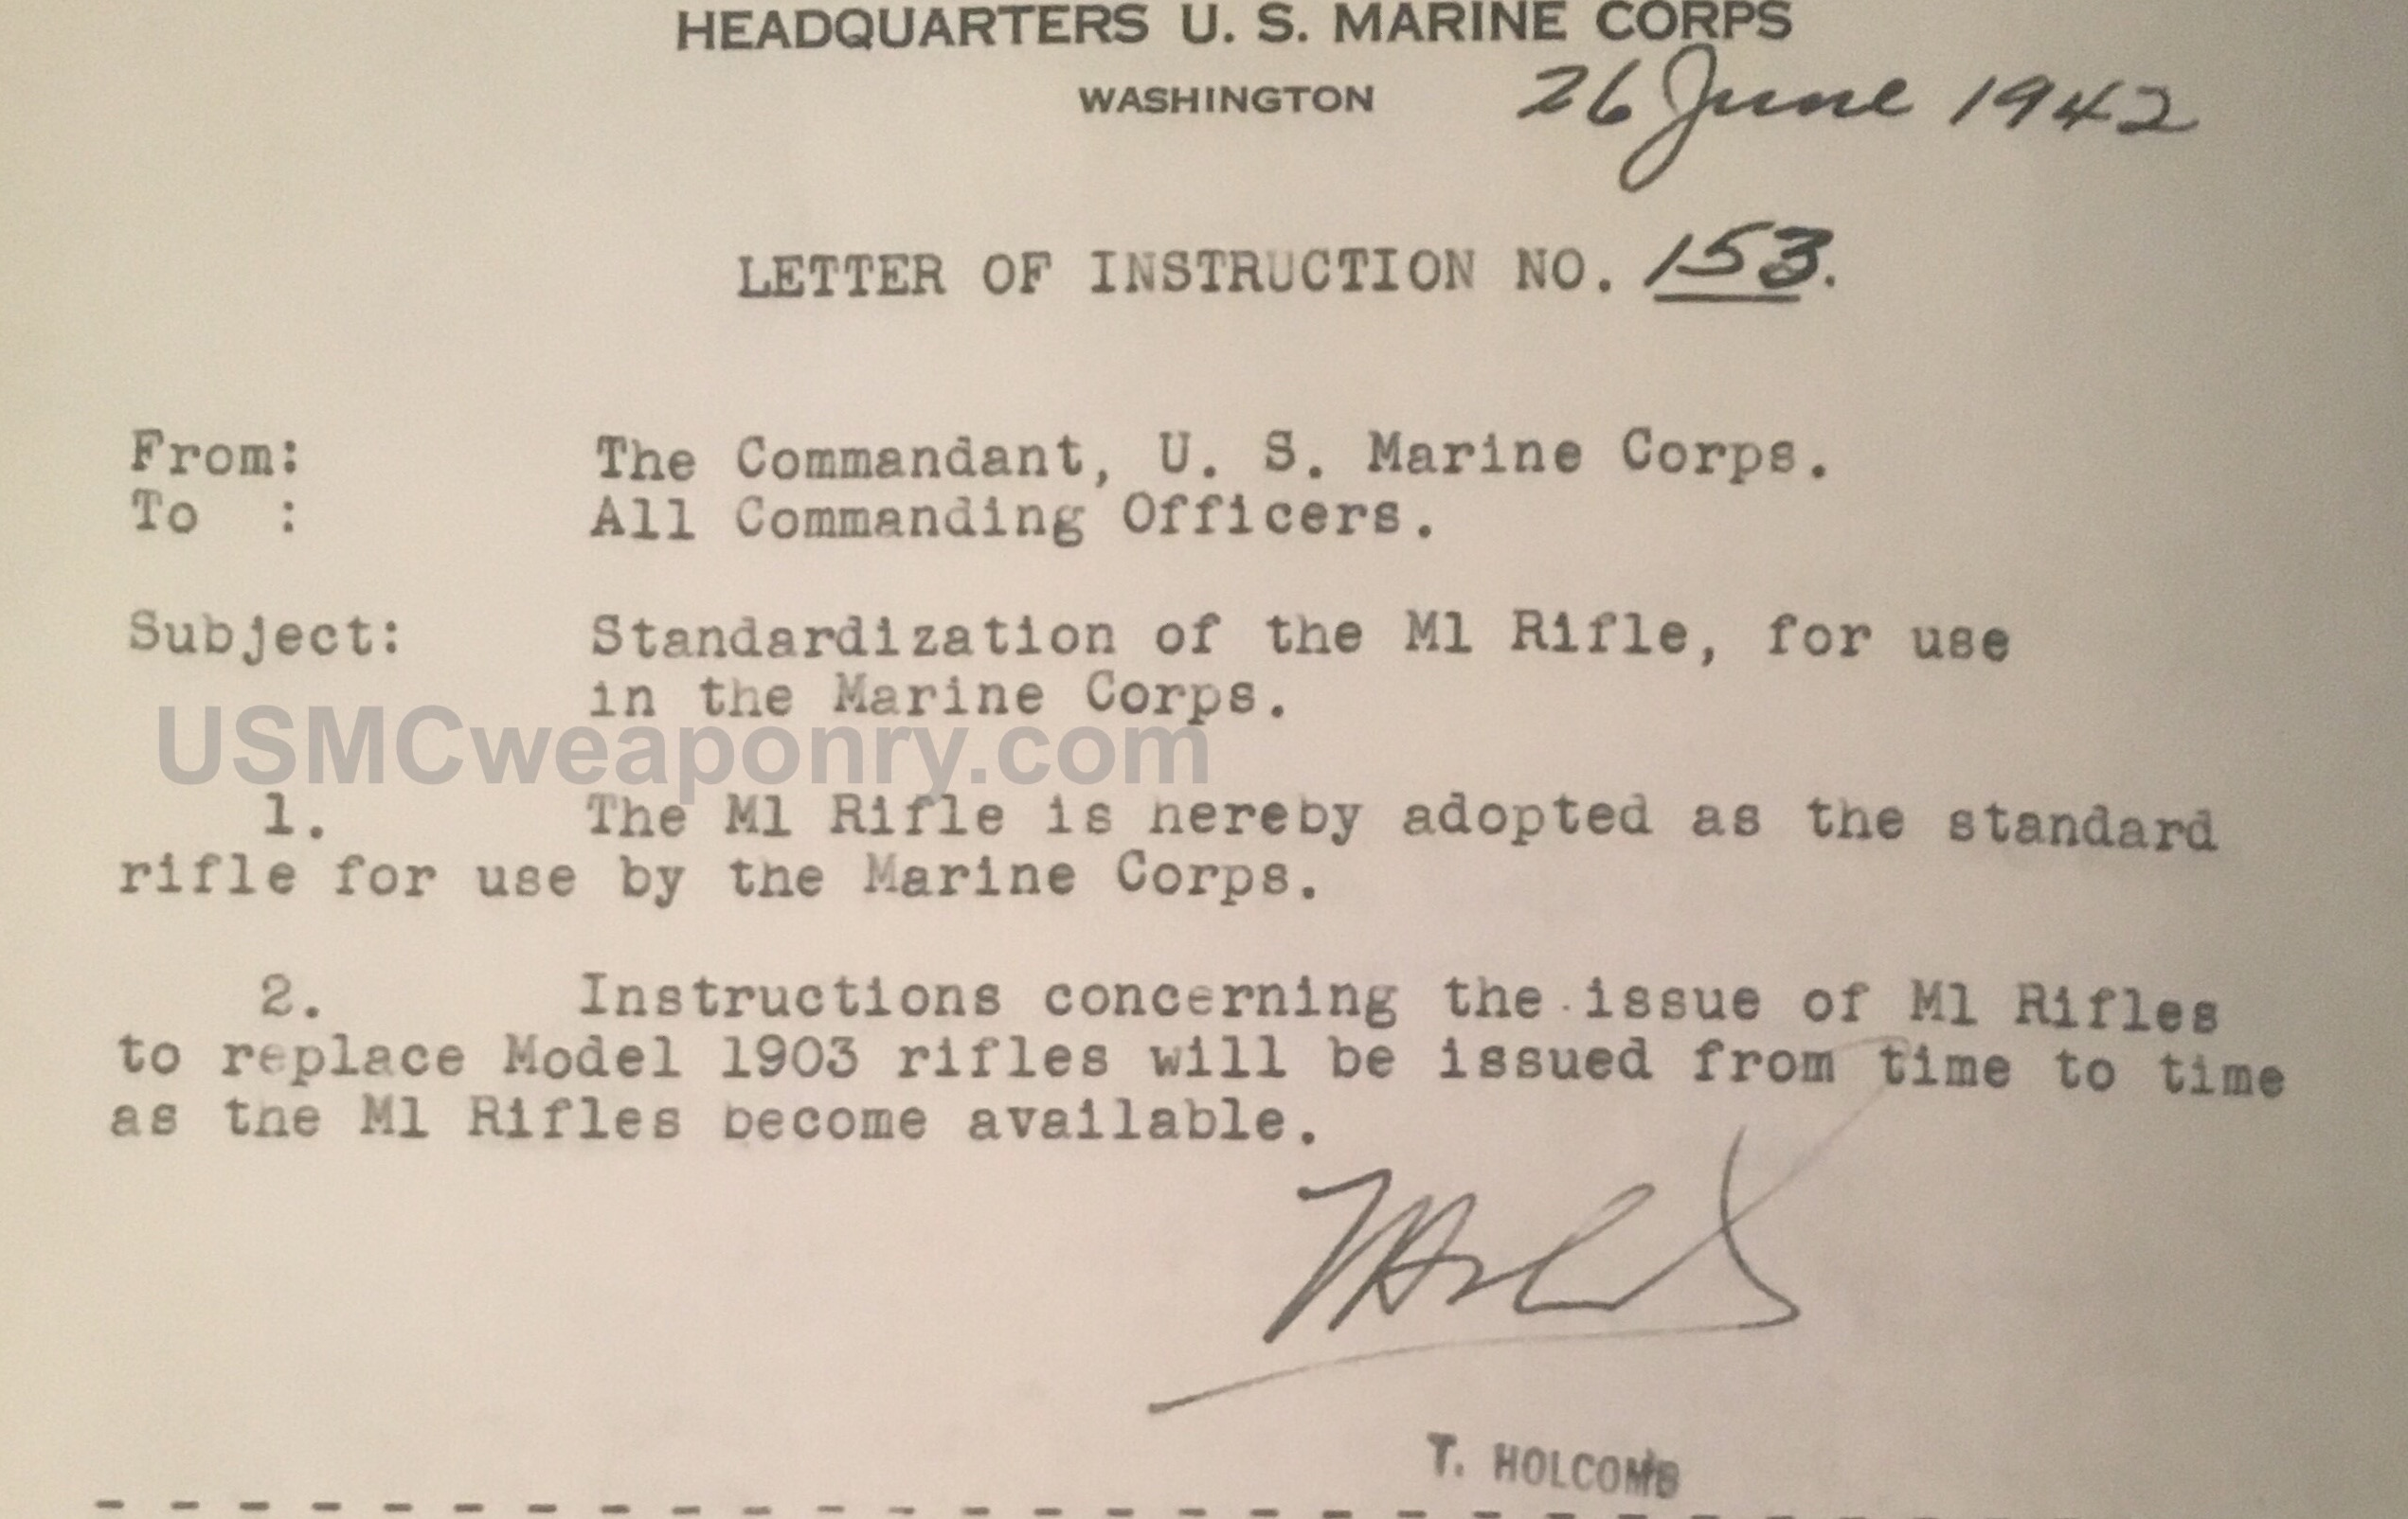 HEADQUARTERS U. S. MARINE CORPS
WASHINGTON 26 June 1942
LETTER OF INSTRUCTION NO. 153.
From: The Commandant, U. S. Marine Corps.
To : All Commanding Officers.
Subject: Standardization of the M1 Rifle, for use
in the Marine Corps.
USMCweaponry.com
1. The M1 Rifle is hereby adopted as the standard
rifle for use by the Marine Corps.
2. Instructions concerning the issue of M1 Rifles
to replace Model 1903 rifles will be issued from time to time
as the M1 Rifles become available.
T. HOLCOMB